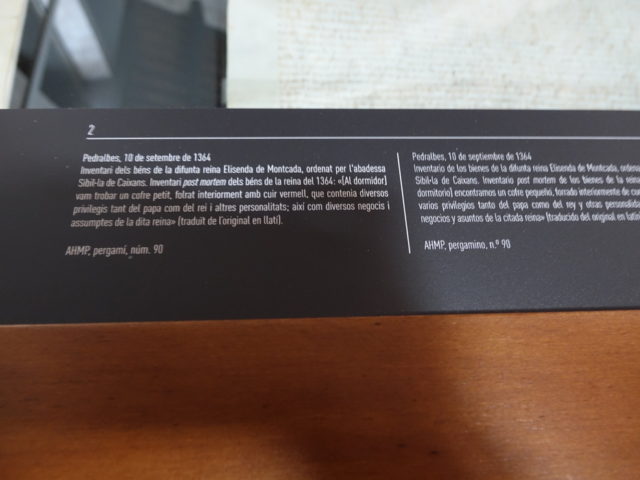 2
Pedralbes, 10 de setembre de 1364
Inventari dels béns de la difunta reina Elisenda de Montcada, ordenat per l'abadessa
Sibil·la de Caixans. Inventari post mortem dels béns de la reina del 1364: «[Al dormidor]
vam trobar un cofre petit, folrat interiorment amb cuir vermell, que contenia diversos
privilegis tant del papa com del rei i altres personalitats; així com diversos negocis i
assumptes de la dita reina» (traduït de l'original en llatí).
AHMP, pergamí, núm. 90
Pedralbes, 10 de septiembre de 1364
Inventario de los bienes de la difunta reina Elisenda de Montcada, ordena
Sibil·la de Caixans. Inventario post mortem de los bienes de la reina
dormitorio] encontramos un cofre pequeño, forrado interiormente de
varios privilegios tanto del papa como del rey y otras personalida
negocios y asuntos de la citada reina» (traducido del original en latín
AHMP, pergamino, n.º 90